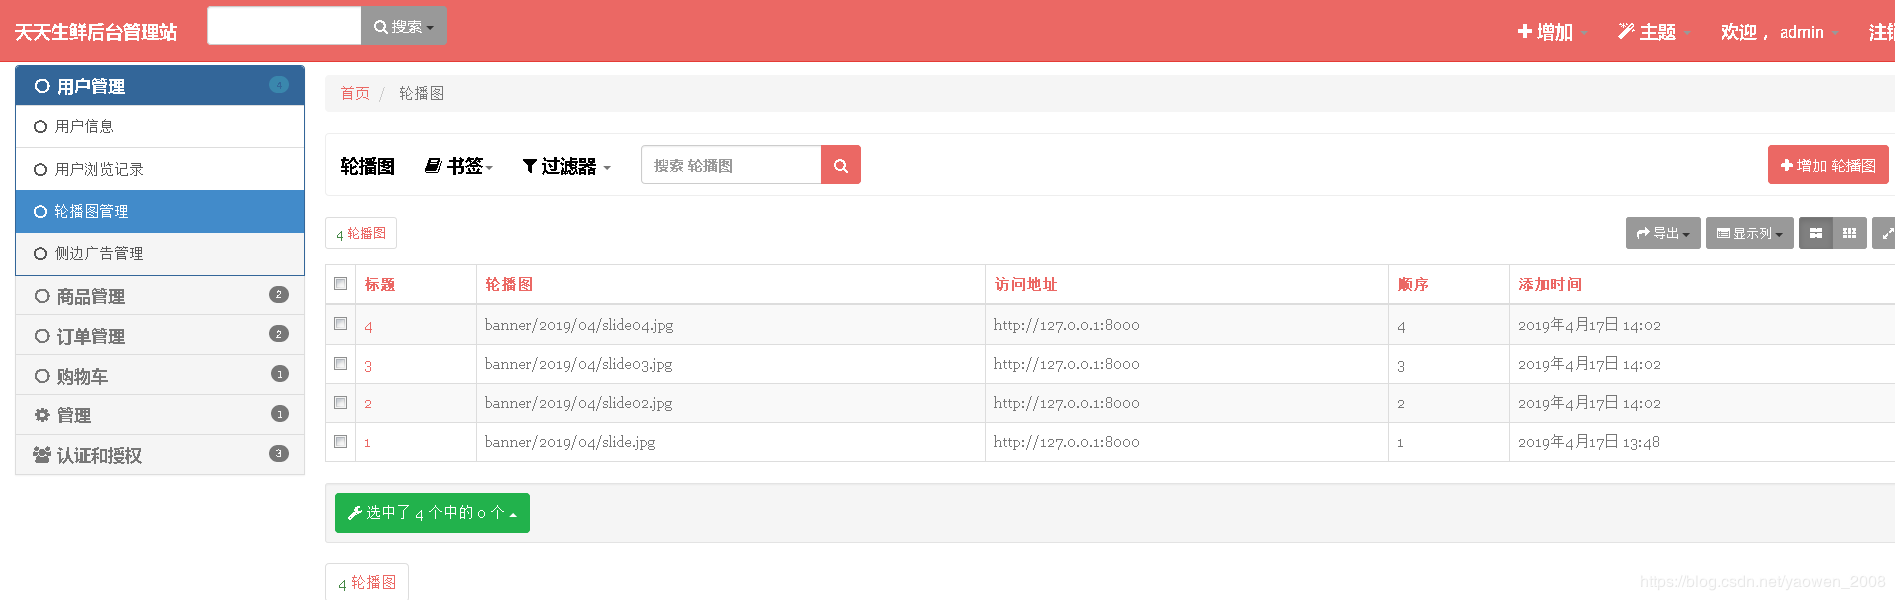 天天生鲜后台管理站 搜索 增加 主题 欢迎， admin
用户管理 4
用户信息
用户浏览记录
轮播图管理
侧边广告管理
商品管理 2
订单管理 2
购物车 1
管理 1
认证和授权 3
首页 / 轮播图
轮播图 书签 过滤器 搜索 轮播图 增加 轮播图
4 轮播图 导出 显示列
标题 轮播图 访问地址 顺序 添加时间
4 banner/2019/04/slide04.jpg http://127.0.0.1:8000 4 2019年4月17日 14:02
3 banner/2019/04/slide03.jpg http://127.0.0.1:8000 3 2019年4月17日 14:02
2 banner/2019/04/slide02.jpg http://127.0.0.1:8000 2 2019年4月17日 14:02
1 banner/2019/04/slide.jpg http://127.0.0.1:8000 1 2019年4月17日 13:48
选中了 4 个中的 0 个
4 轮播图
https://blog.csdn.net/yaowen_2008